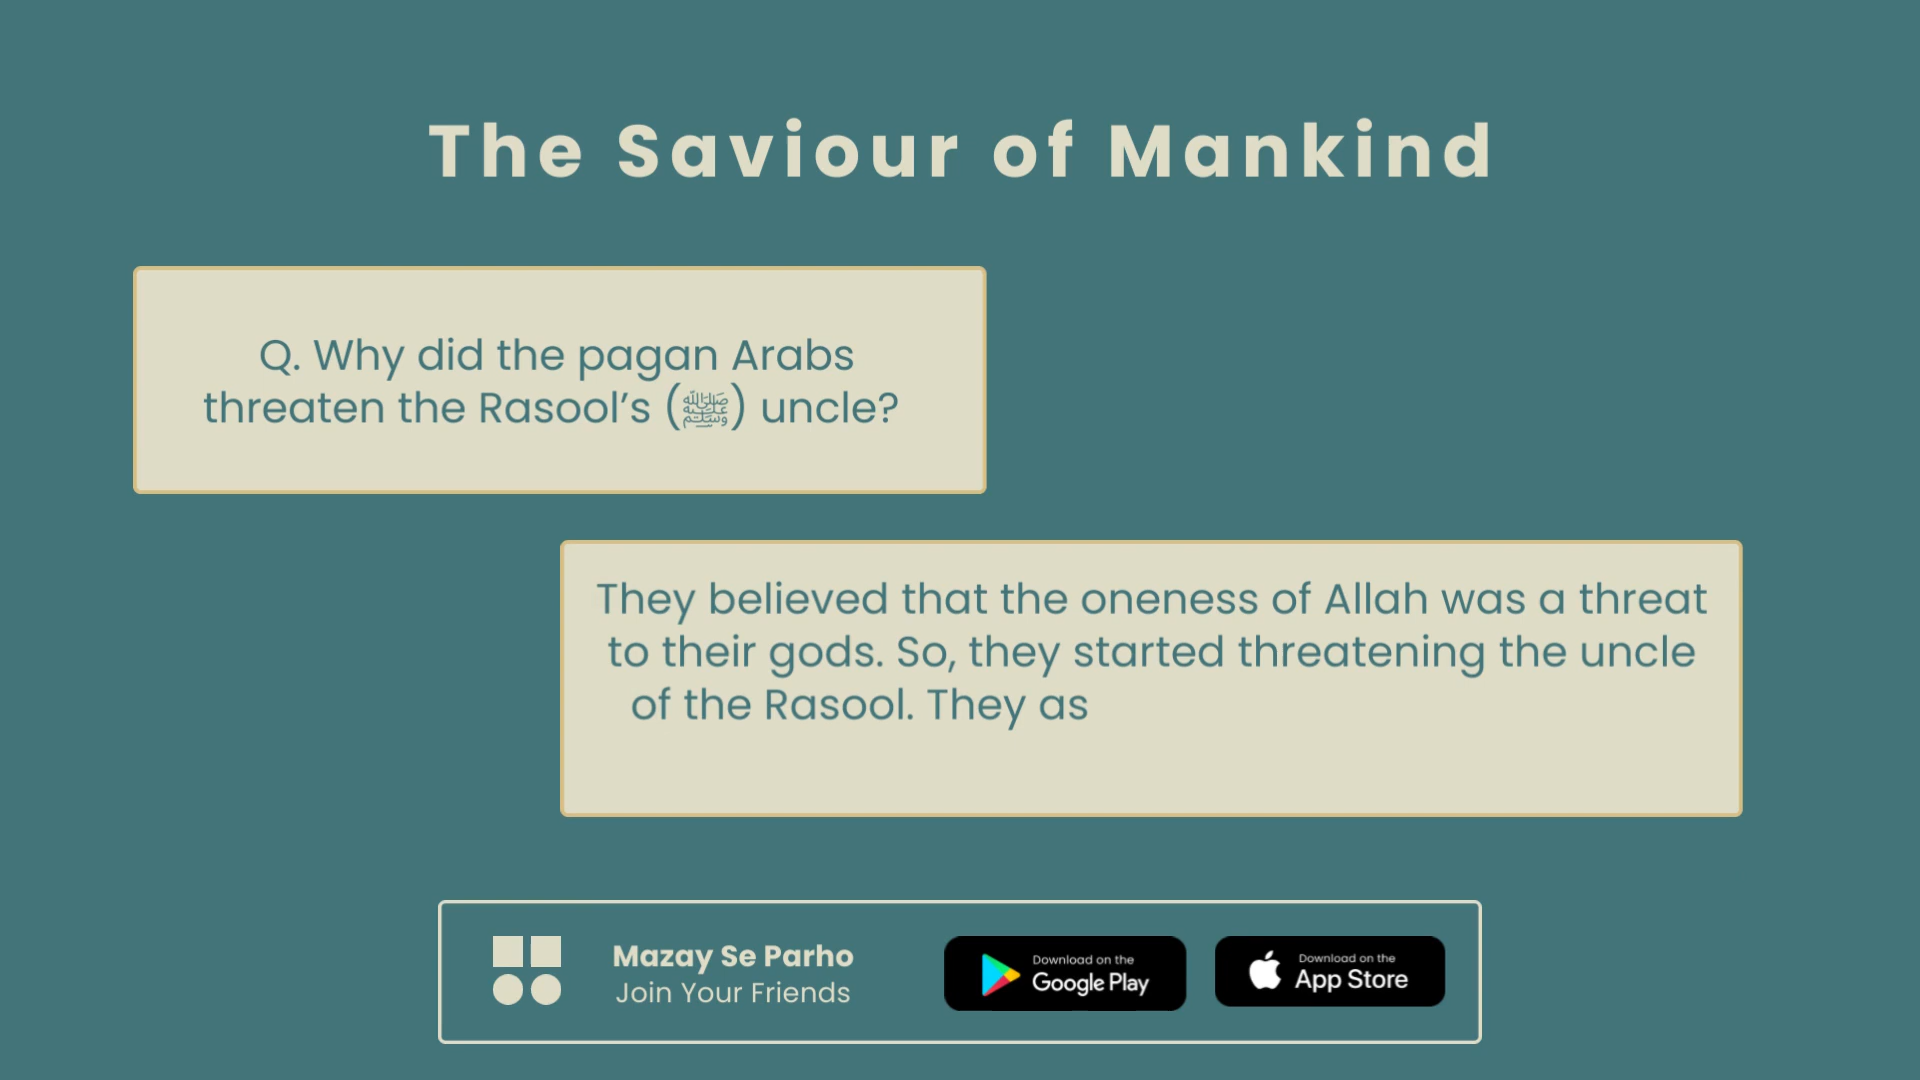 The Saviour of Mankind
Q. Why did the pagan Arabs
threaten the Rasool’s (ﷺ) uncle?
They believed that the oneness of Allah was a threat
to their gods. So, they started threatening the uncle
of the Rasool. They as
Mazay Se Parho
Join Your Friends
Download on the
Google Play
Download on the
App Store